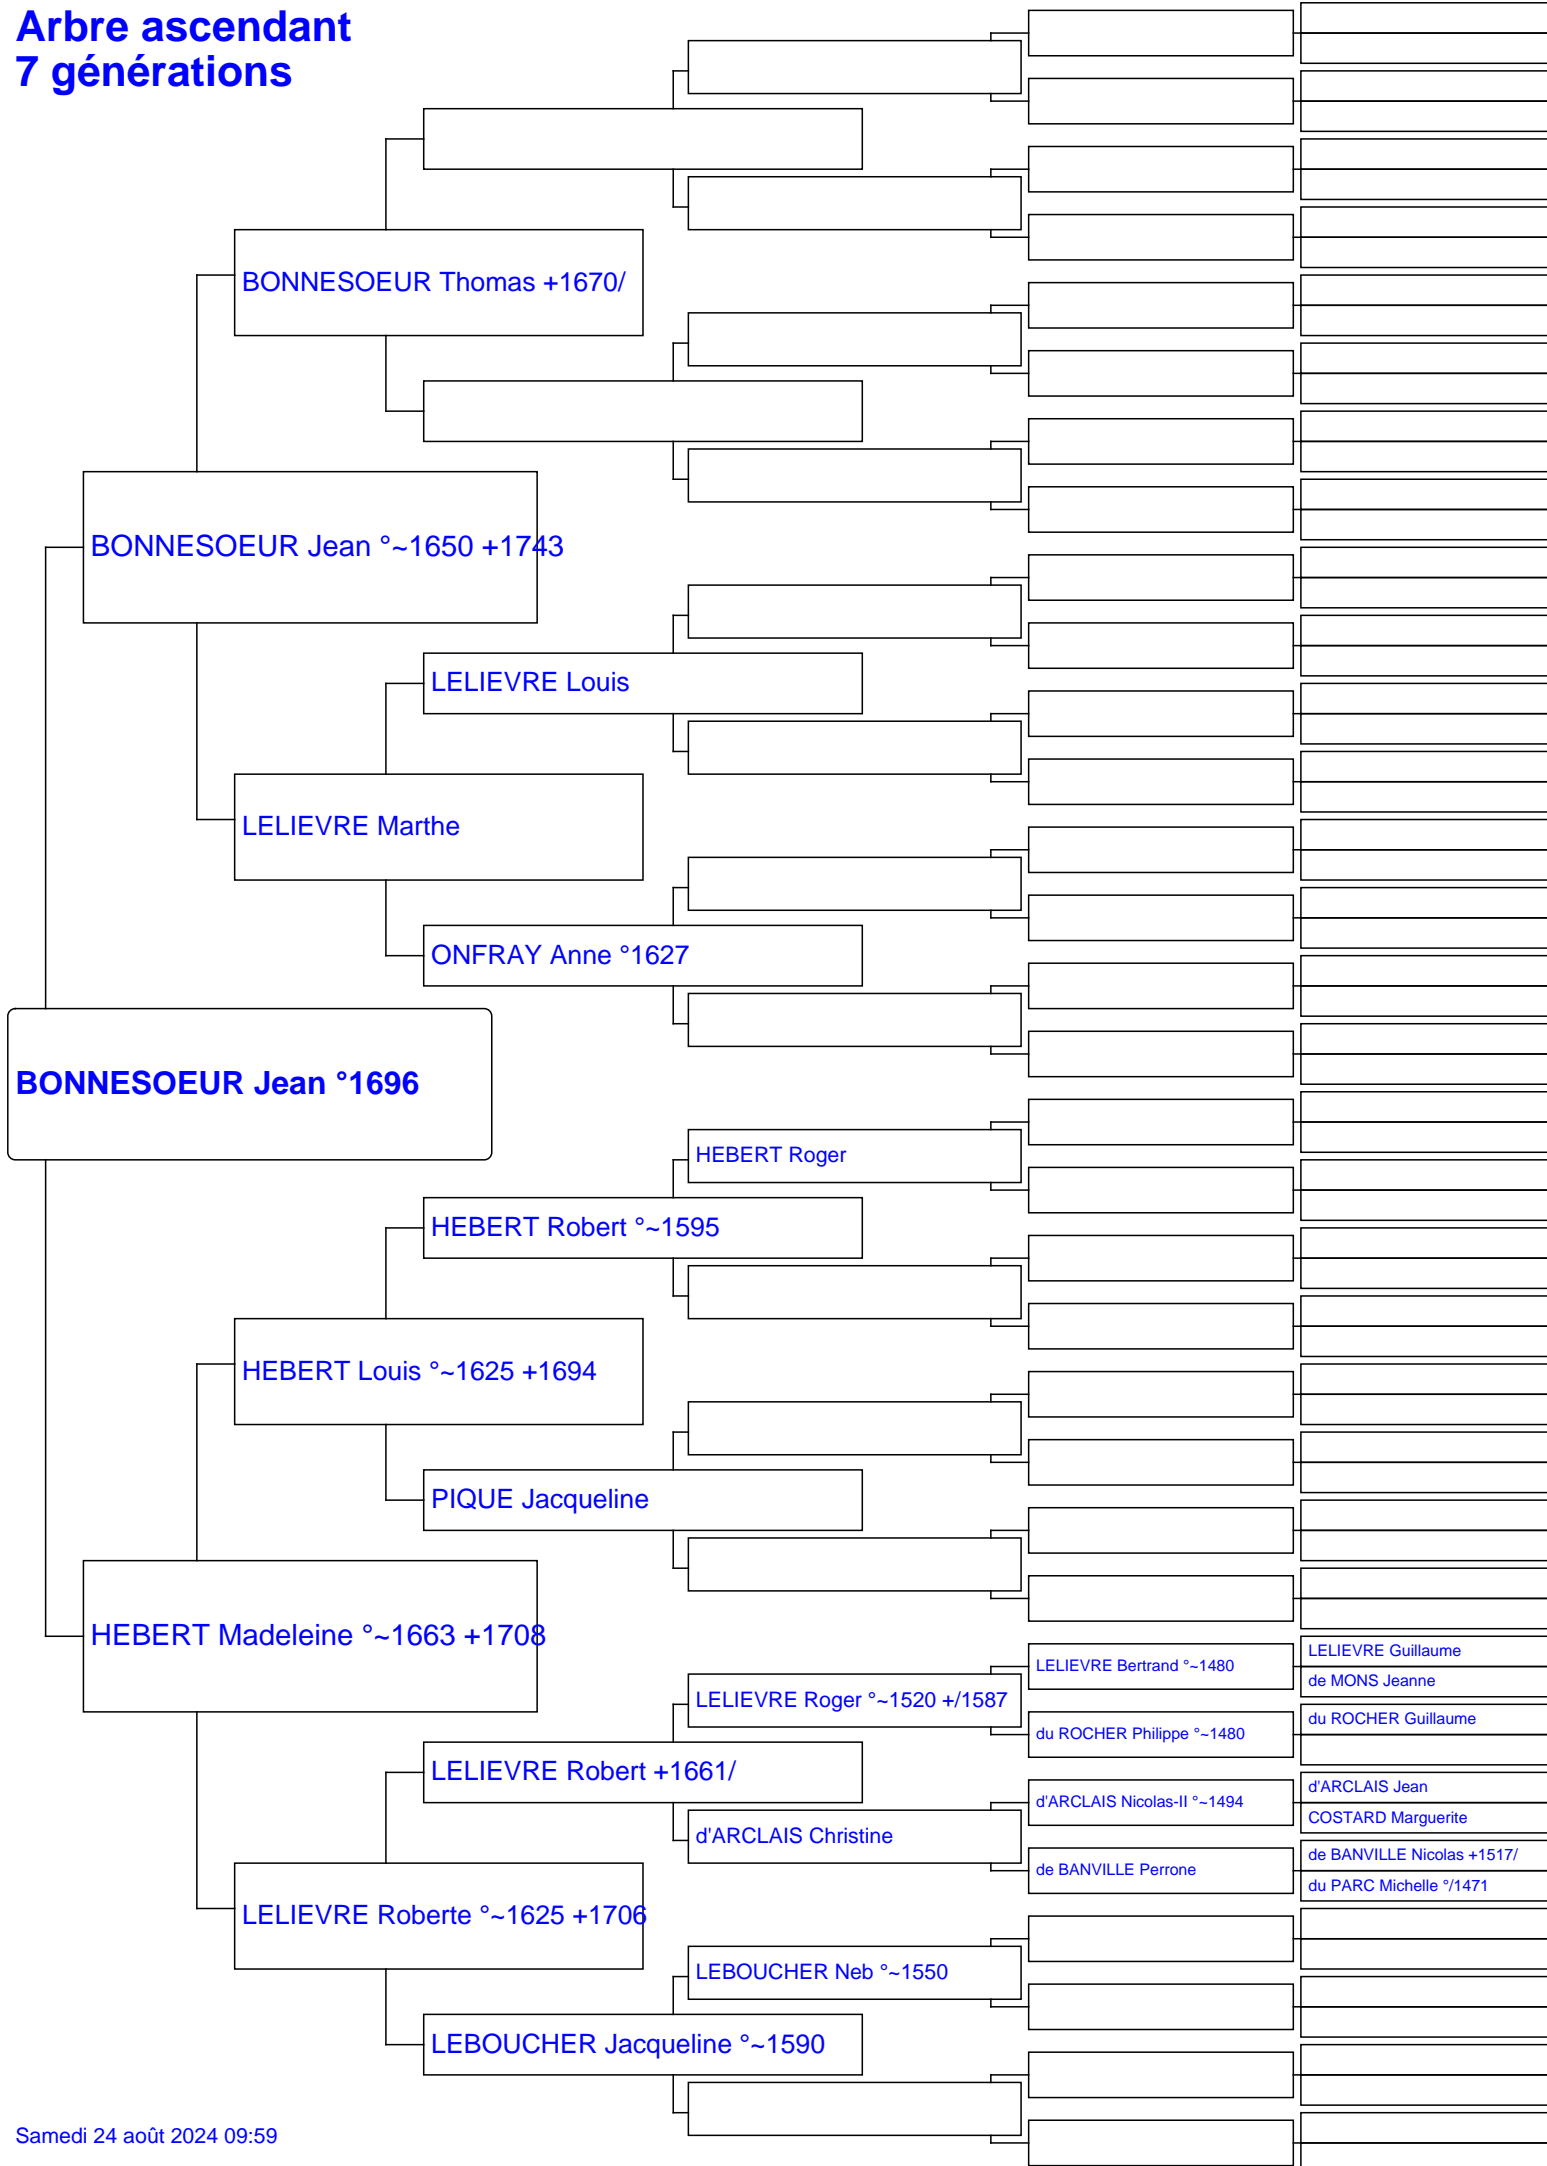 Arbre ascendant
7 générations
BONNESOEUR Thomas +1670/
BONNESOEUR Jean °~1650 +1743
LELIEVRE Louis
LELIEVRE Marthe
ONFRAY Anne °1627
BONNESOEUR Jean °1696
HEBERT Roger
HEBERT Robert °~1595
HEBERT Louis °~1625 +1694
PIQUE Jacqueline
HEBERT Madeleine °~1663 +1708
LELIEVRE Guillaume
LELIEVRE Bertrand °~1480
de MONS Jeanne
LELIEVRE Roger °~1520 +/1587
du ROCHER Guillaume
du ROCHER Philippe °~1480
LELIEVRE Robert +1661/
d'ARCLAIS Jean
d'ARCLAIS Nicolas-II °~1494
COSTARD Marguerite
d'ARCLAIS Christine
de BANVILLE Nicolas +1517/
de BANVILLE Perrone
du PARC Michelle °/1471
LELIEVRE Roberte °~1625 +1706
LEBOUCHER Neb °~1550
LEBOUCHER Jacqueline °~1590
Samedi 24 août 2024 09:59